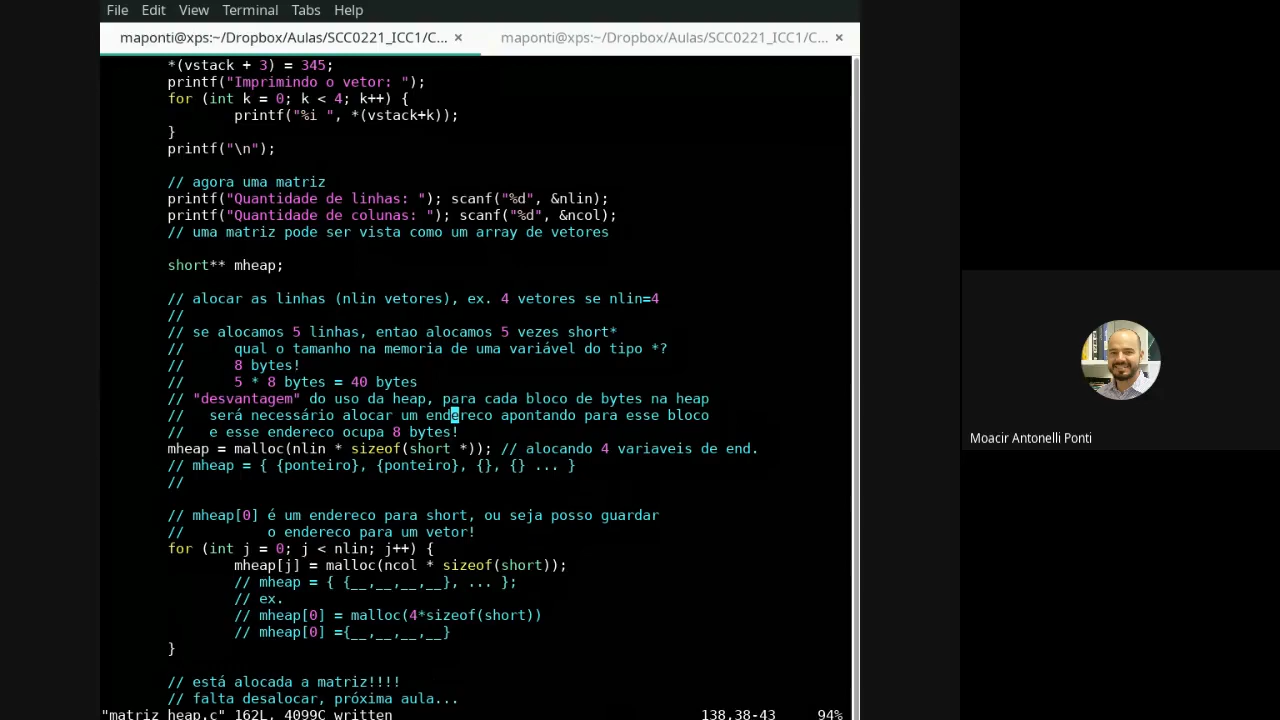 File Edit View Terminal Tabs Help
maponti@xps:~/Dropbox/Aulas/SCC0221_ICC1/C... × maponti@xps:~/Dropbox/Aulas/SCC0221_ICC1/C... ×
*(vstack + 3) = 345;
printf("Imprimindo o vetor: ");
for (int k = 0; k < 4; k++) {
printf("%i ", *(vstack+k));
}
printf("\n");
// agora uma matriz
printf("Quantidade de linhas: "); scanf("%d", &nlin);
printf("Quantidade de colunas: "); scanf("%d", &ncol);
// uma matriz pode ser vista como um array de vetores
short** mheap;
// alocar as linhas (nlin vetores), ex. 4 vetores se nlin=4
//
// se alocamos 5 linhas, entao alocamos 5 vezes short*
// qual o tamanho na memoria de uma variável do tipo *?
// 8 bytes!
// 5 * 8 bytes = 40 bytes
// "desvantagem" do uso da heap, para cada bloco de bytes na heap
// será necessário alocar um endereco apontando para esse bloco
// e esse endereco ocupa 8 bytes!
mheap = malloc(nlin * sizeof(short *)); // alocando 4 variaveis de end.
// mheap = { {ponteiro}, {ponteiro}, {}, {} ... }
//
// mheap[0] é um endereco para short, ou seja posso guardar
// o endereco para um vetor!
for (int j = 0; j < nlin; j++) {
mheap[j] = malloc(ncol * sizeof(short));
// mheap = { {__,__,__,__}, ... };
// ex.
// mheap[0] = malloc(4*sizeof(short))
// mheap[0] ={__,__,__,__}
}
// está alocada a matriz!!!!
// falta desalocar, próxima aula...
"matriz_heap.c" 162L, 4099C written 138,38-43 94%
Moacir Antonelli Ponti